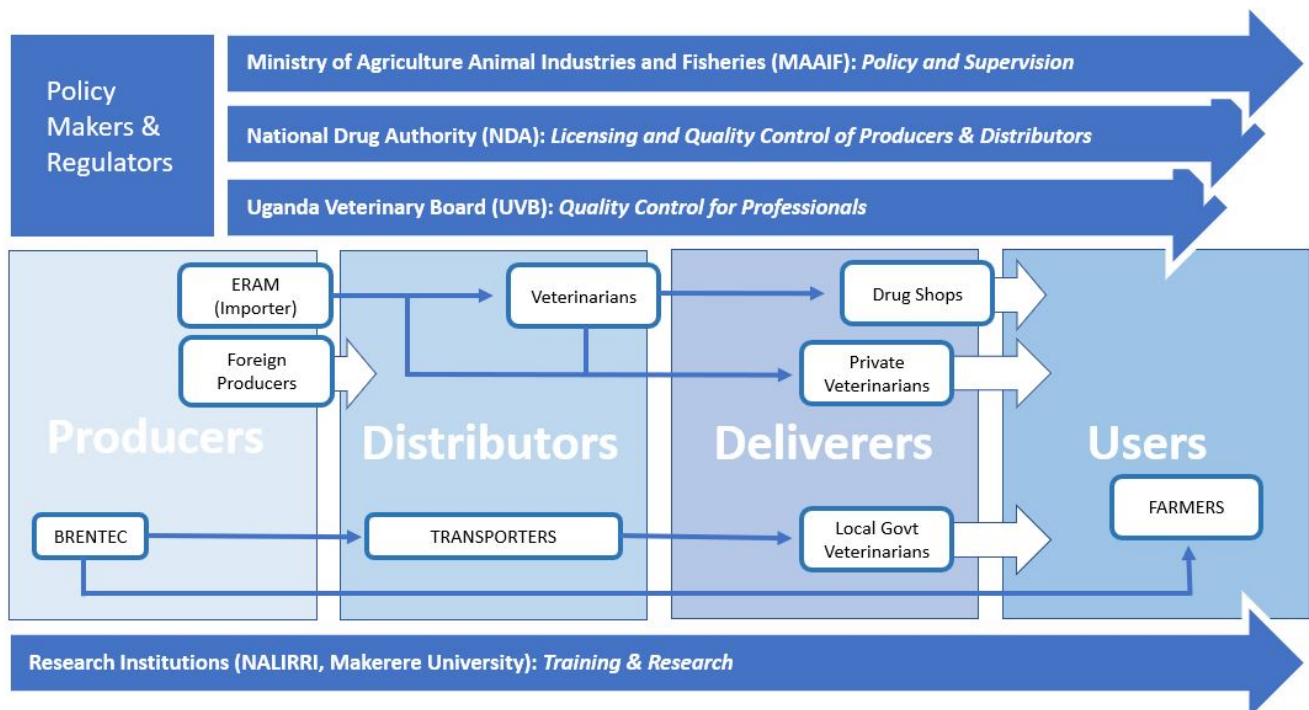 Policy
Makers &
Regulators
Ministry of Agriculture Animal Industries and Fisheries (MAAIF): Policy and Supervision
National Drug Authority (NDA): Licensing and Quality Control of Producers & Distributors
Uganda Veterinary Board (UVB): Quality Control for Professionals
ERAM
(Importer)
Veterinarians
Drug Shops
Foreign
Producers
Private
Veterinarians
Producers
Distributors
Deliverers
Users
BRENTEC
TRANSPORTERS
Local Govt
Veterinarians
FARMERS
Research Institutions (NALIRRI, Makerere University): Training & Research